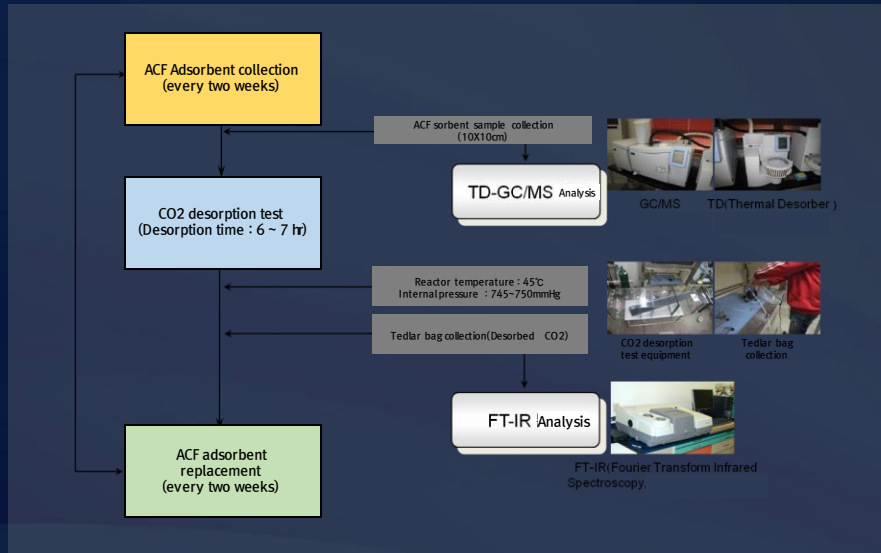 ACF Adsorbent collection
(every two weeks)
ACF sorbent sample collection
(10X10cm)
TD-GC/MS Analysis
GC/MS
TD(Thermal Desorber )
CO2 desorption test
(Desorption time : 6 ~ 7 hr)
Reactor temperature : 45℃
Internal pressure : 745~750mmHg
Tedlar bag collection(Desorbed CO2)
CO2 desorption
test equipment
Tedlar bag
collection
FT-IR Analysis
FT-IR(Fourier Transform Infrared
Spectroscopy.
ACF adsorbent
replacement
(every two weeks)